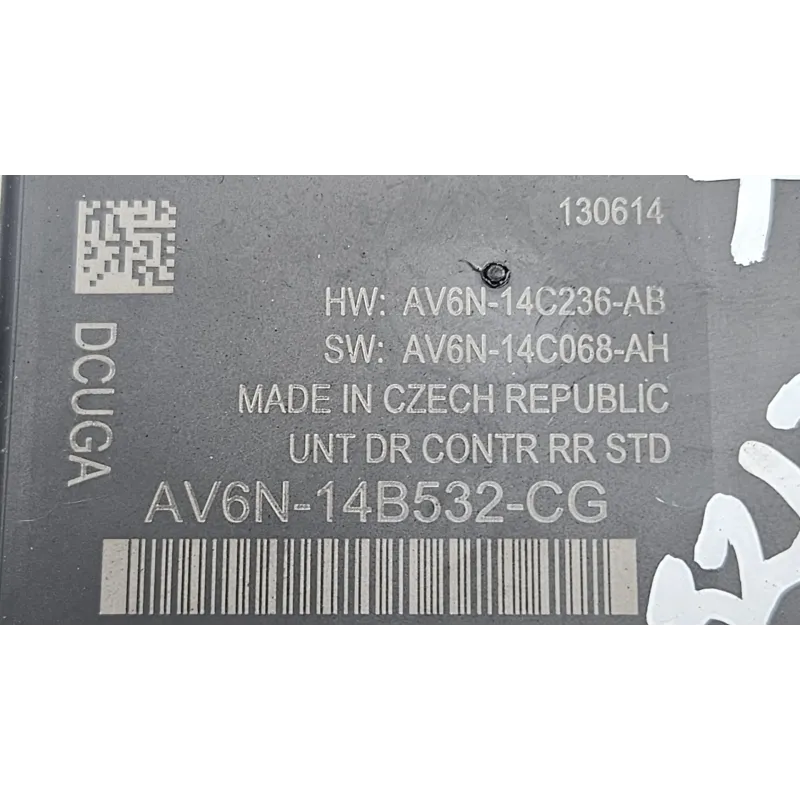 130614
HW: AV6N-14C236-AB
SW: AV6N-14C068-AH
MADE IN CZECH REPUBLIC
UNT DR CONTR RR STD
DCUGA
AV6N-14B532-CG